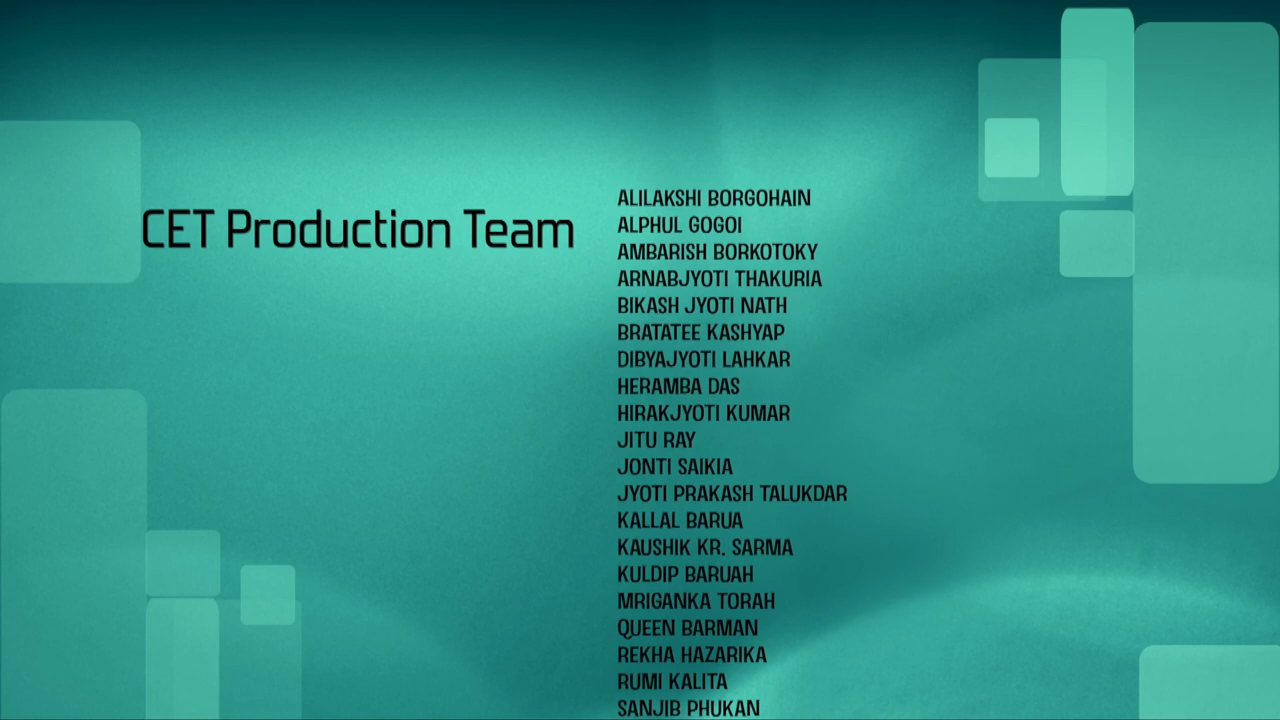 CET Production Team
ALILAKSHI BORGOHAIN
ALPHUL GOGOI
AMBARISH BORKOTOKY
ARNABJYOTI THAKURIA
BIKASH JYOTI NATH
BRATATEE KASHYAP
DIBYAJYOTI LAHKAR
HERAMBA DAS
HIRAKJYOTI KUMAR
JITU RAY
JONTI SAIKIA
JYOTI PRAKASH TALUKDAR
KALLAL BARUA
KAUSHIK KR. SARMA
KULDIP BARUAH
MRIGANKA TORAH
QUEEN BARMAN
REKHA HAZARIKA
RUMI KALITA
SANJIB PHUKAN